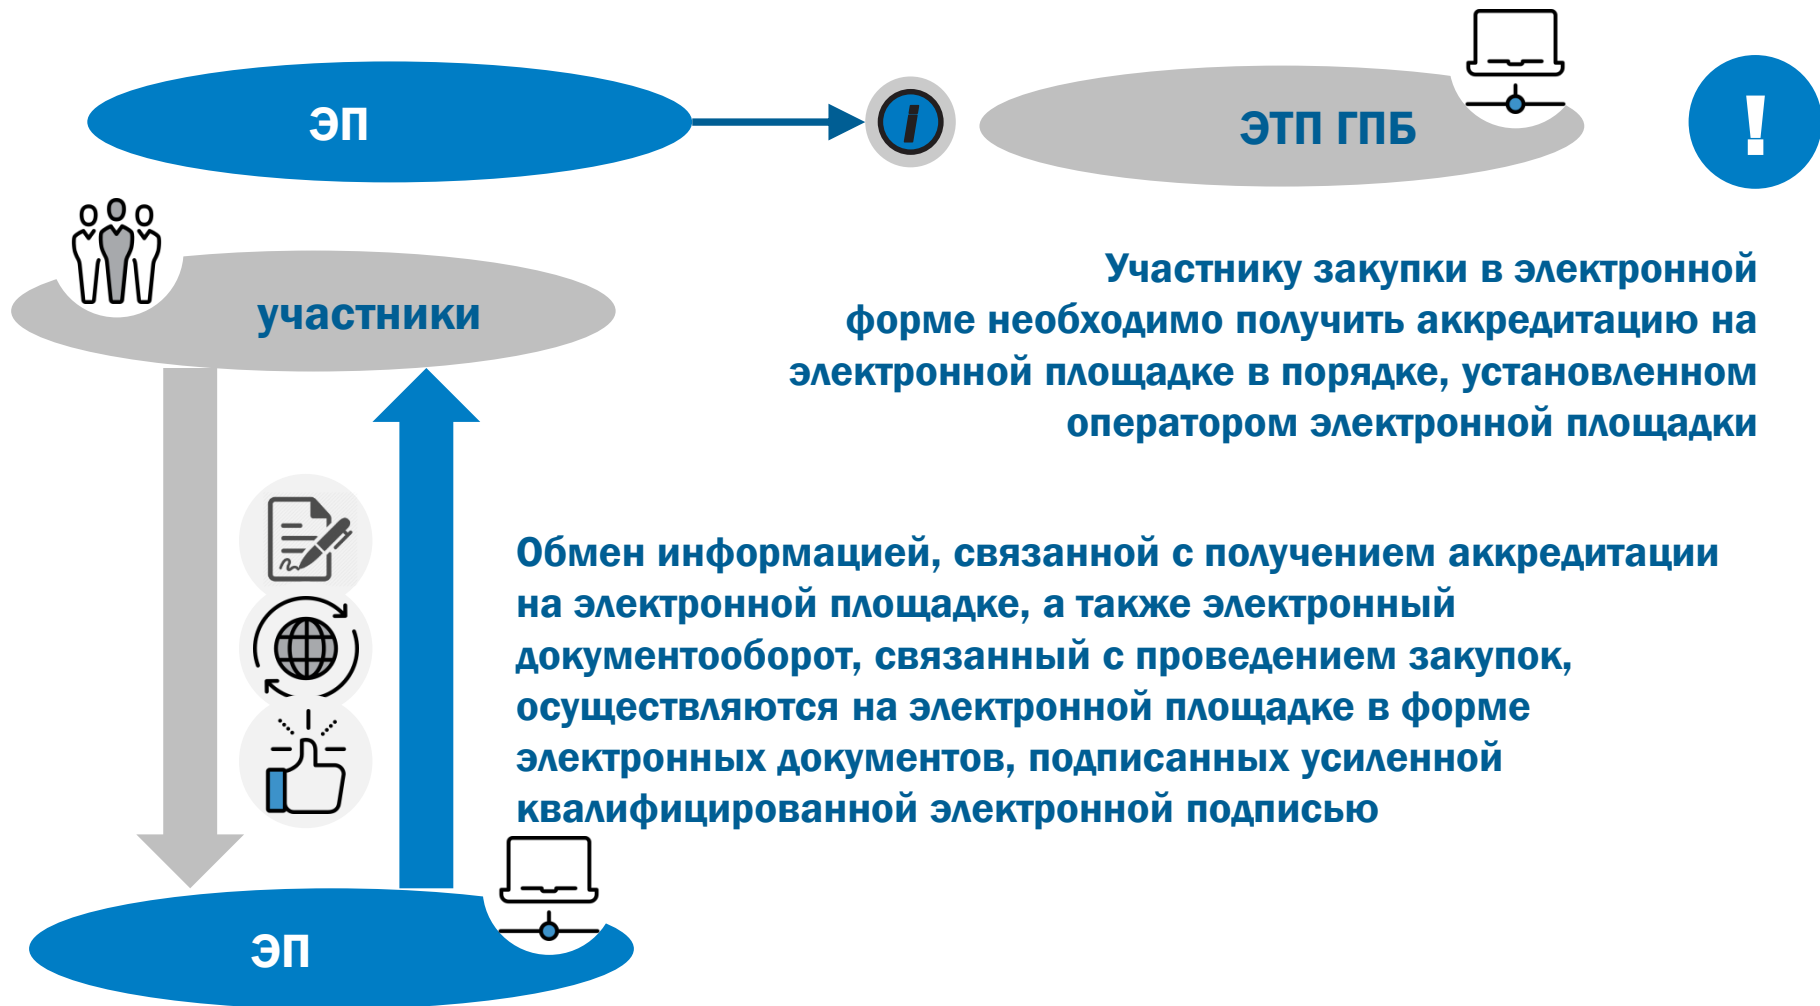 ЭП
i
ЭТП ГПБ
!
участники
Участнику закупки в электронной
форме необходимо получить аккредитацию на
электронной площадке в порядке, установленном
оператором электронной площадки
Обмен информацией, связанной с получением аккредитации
на электронной площадке, а также электронный
документооборот, связанный с проведением закупок,
осуществляются на электронной площадке в форме
электронных документов, подписанных усиленной
квалифицированной электронной подписью
ЭП